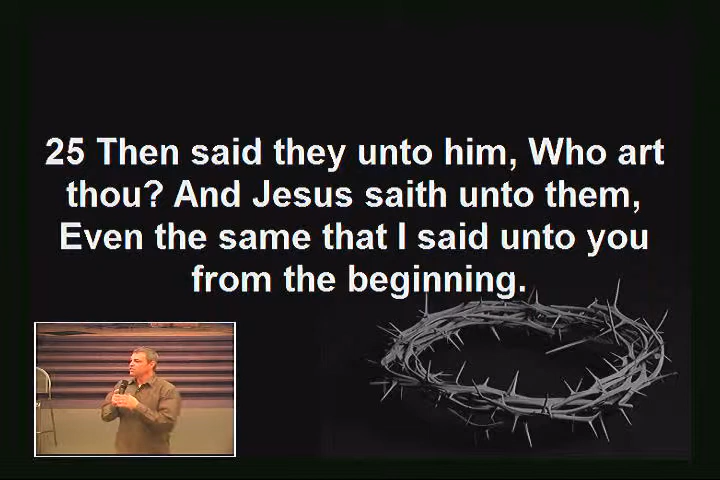 25 Then said they unto him, Who art
thou? And Jesus saith unto them,
Even the same that I said unto you
from the beginning.